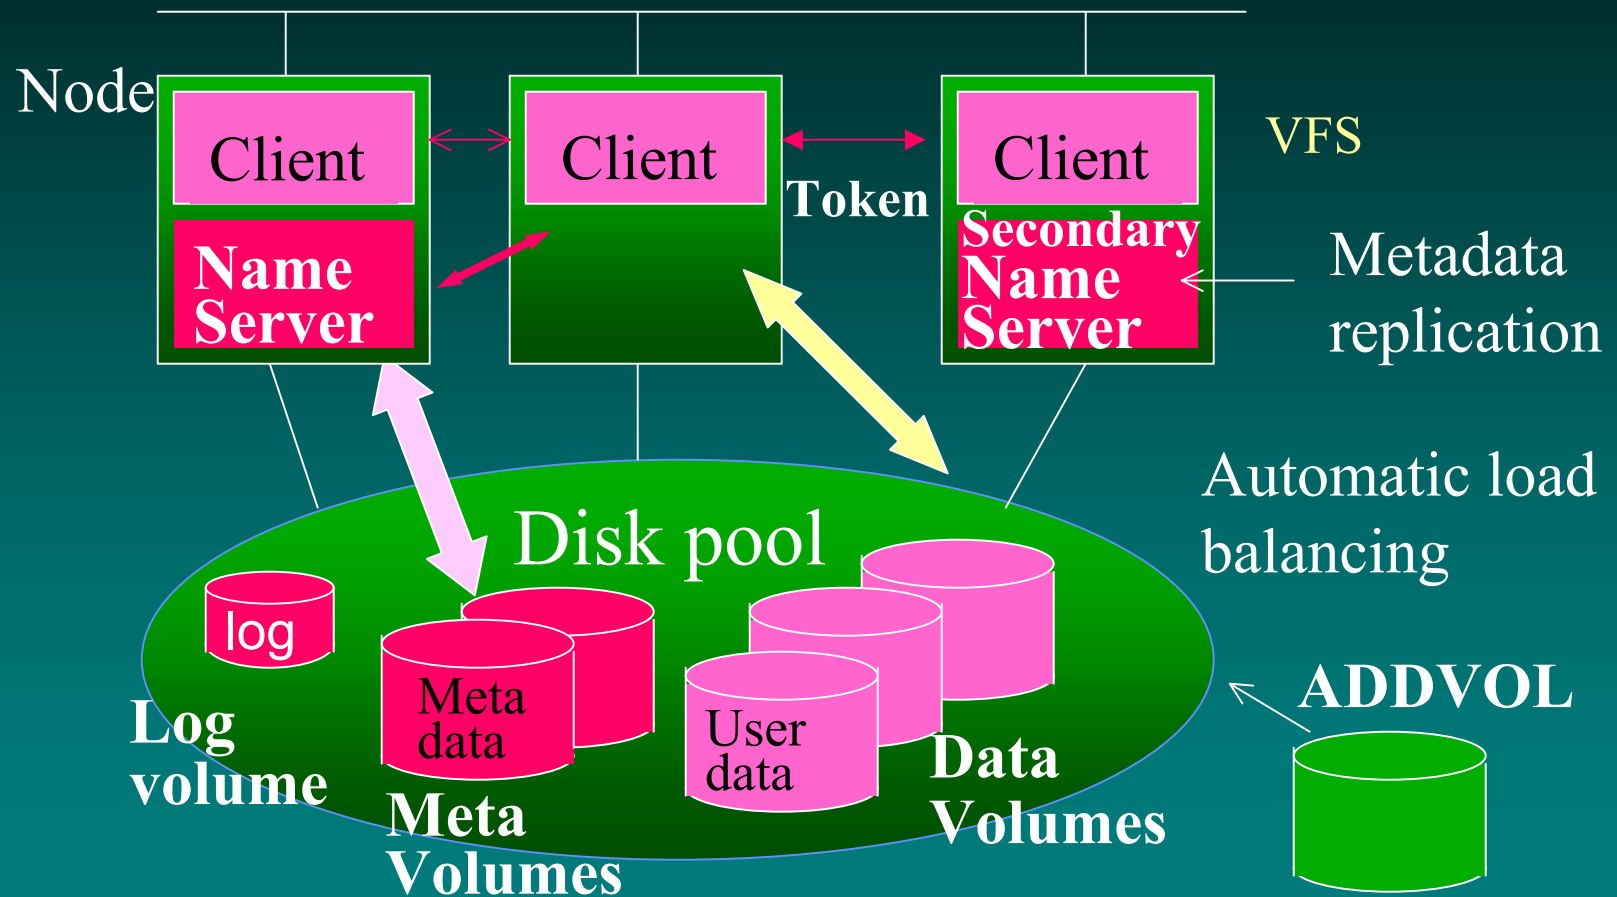 Node
Client
Client
Client
VFS
Token
Name
Server
Secondary
Name
Server
Metadata
replication
Automatic load
balancing
Disk pool
log
Log
volume
Meta
data
Meta
Volumes
User
data
Data
Volumes
ADDVOL